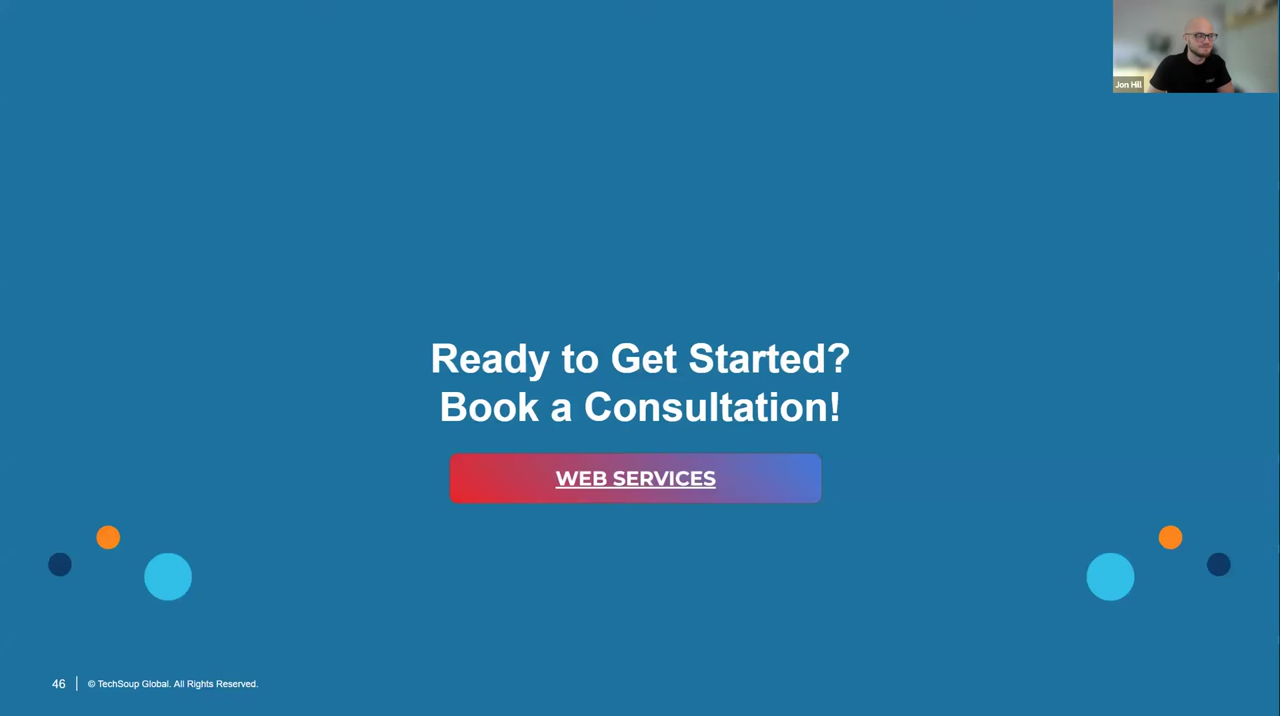 Jon Hill
Ready to Get Started?
Book a Consultation!
WEB SERVICES
46
© TechSoup Global. All Rights Reserved.